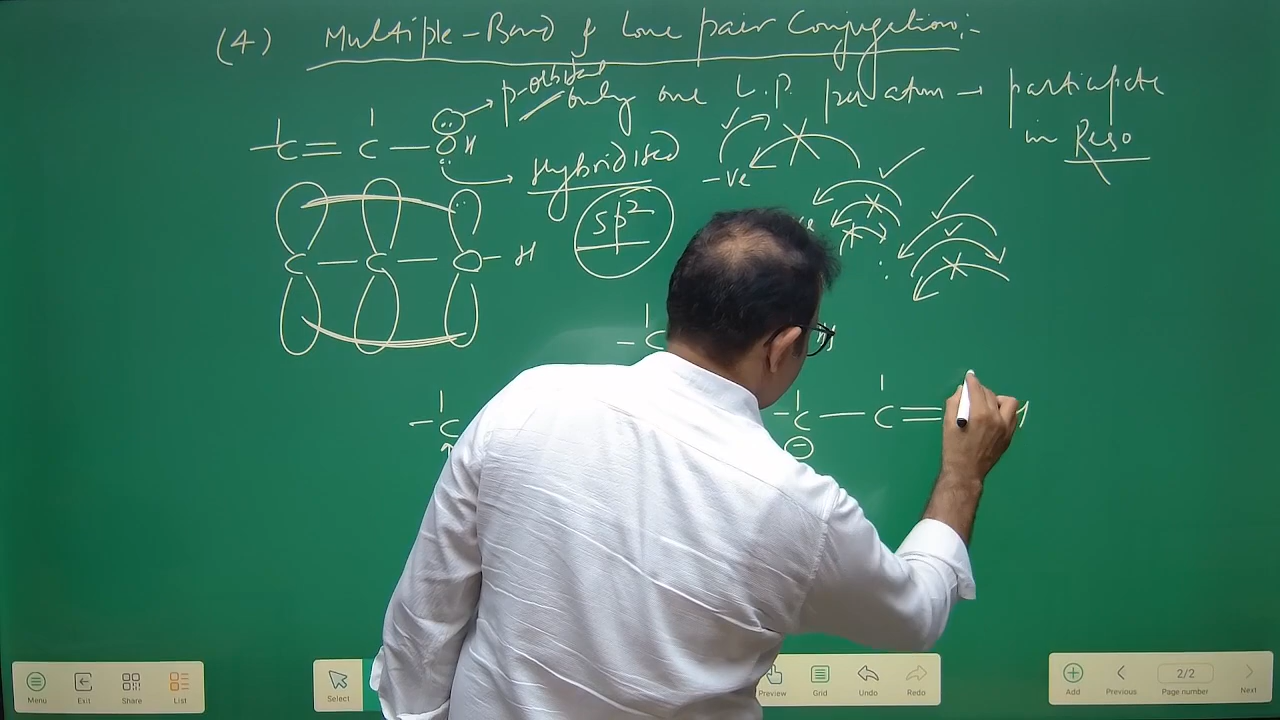 (4) Multiple-Bond & Lone pair Conjugation:-
p-orbital only one L.P. per atom → participate
in Reso
C = C - O H
Hybridised
sp²
-ve
C - C - O - H
- C
- C - C - C =
Menu Exit Share List Select Preview Grid Undo Redo Add Previous 2/2 Page number Next